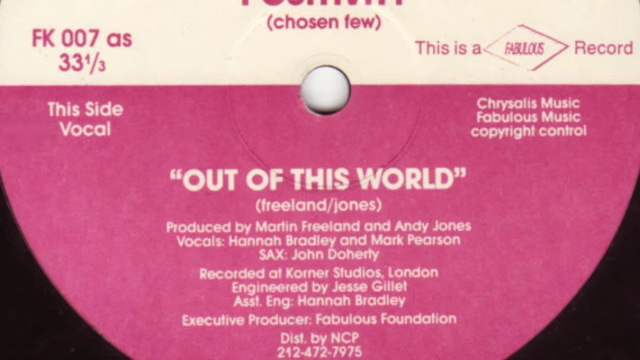 POSITIVITY
(chosen few)
FK 007 as
33⅓
This is a FABULOUS Record
This Side
Vocal
Chrysalis Music
Fabulous Music
copyright control
"OUT OF THIS WORLD"
(freeland/jones)
Produced by Martin Freeland and Andy Jones
Vocals: Hannah Bradley and Mark Pearson
SAX: John Doherty
Recorded at Korner Studios, London
Engineered by Jesse Gillet
Asst. Eng: Hannah Bradley
Executive Producer: Fabulous Foundation
Dist. by NCP
212-472-7975